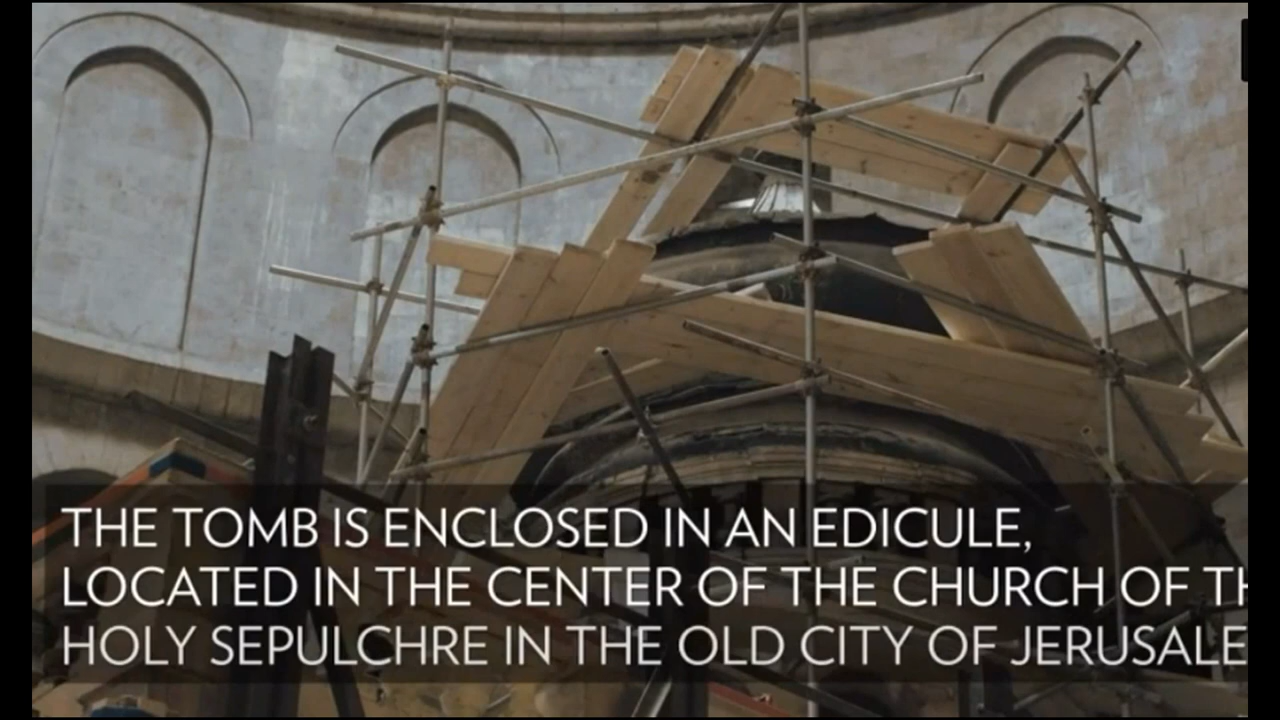 THE TOMB IS ENCLOSED IN AN EDICULE,
LOCATED IN THE CENTER OF THE CHURCH OF TH
HOLY SEPULCHRE IN THE OLD CITY OF JERUSALE